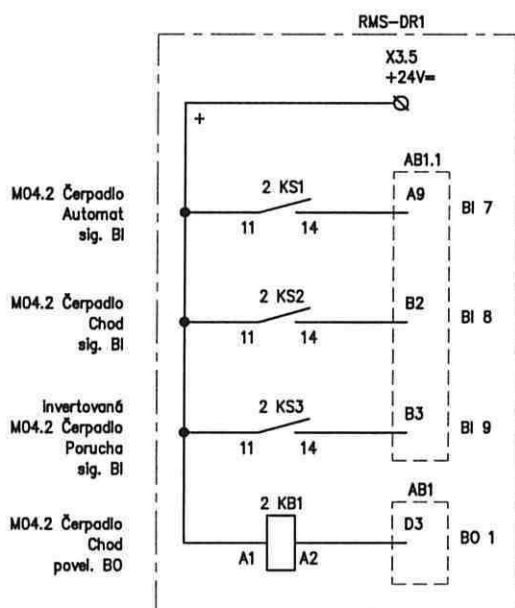 RMS-DR1
X3.5
+24V=
+
AB1.1
M04.2 Čerpadlo
Automat
sig. BI
2 KS1
11
14
A9
BI 7
M04.2 Čerpadlo
Chod
sig. BI
2 KS2
11
14
B2
BI 8
invertovaná
M04.2 Čerpadlo
Porucha
sig. BI
2 KS3
11
14
B3
BI 9
AB1
M04.2 Čerpadlo
Chod
povel. BO
2 KB1
A1
A2
D3
BO 1